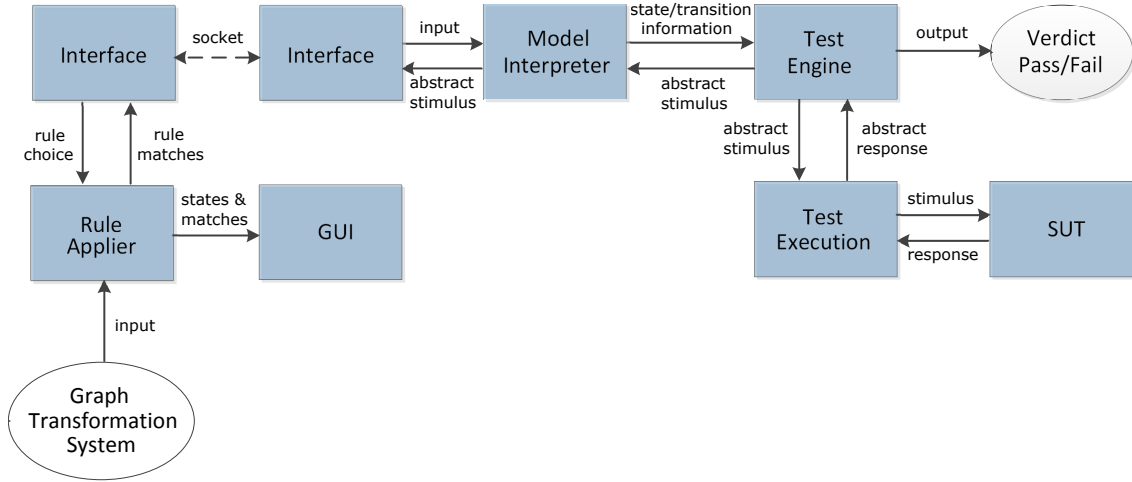 Interface
socket
Interface
input
abstract
stimulus
Model
Interpreter
state/transition
information
abstract
stimulus
Test
Engine
output
Verdict
Pass/Fail
rule
choice
rule
matches
abstract
stimulus
abstract
response
Rule
Applier
states &
matches
GUI
Test
Execution
stimulus
response
SUT
input
Graph
Transformation
System